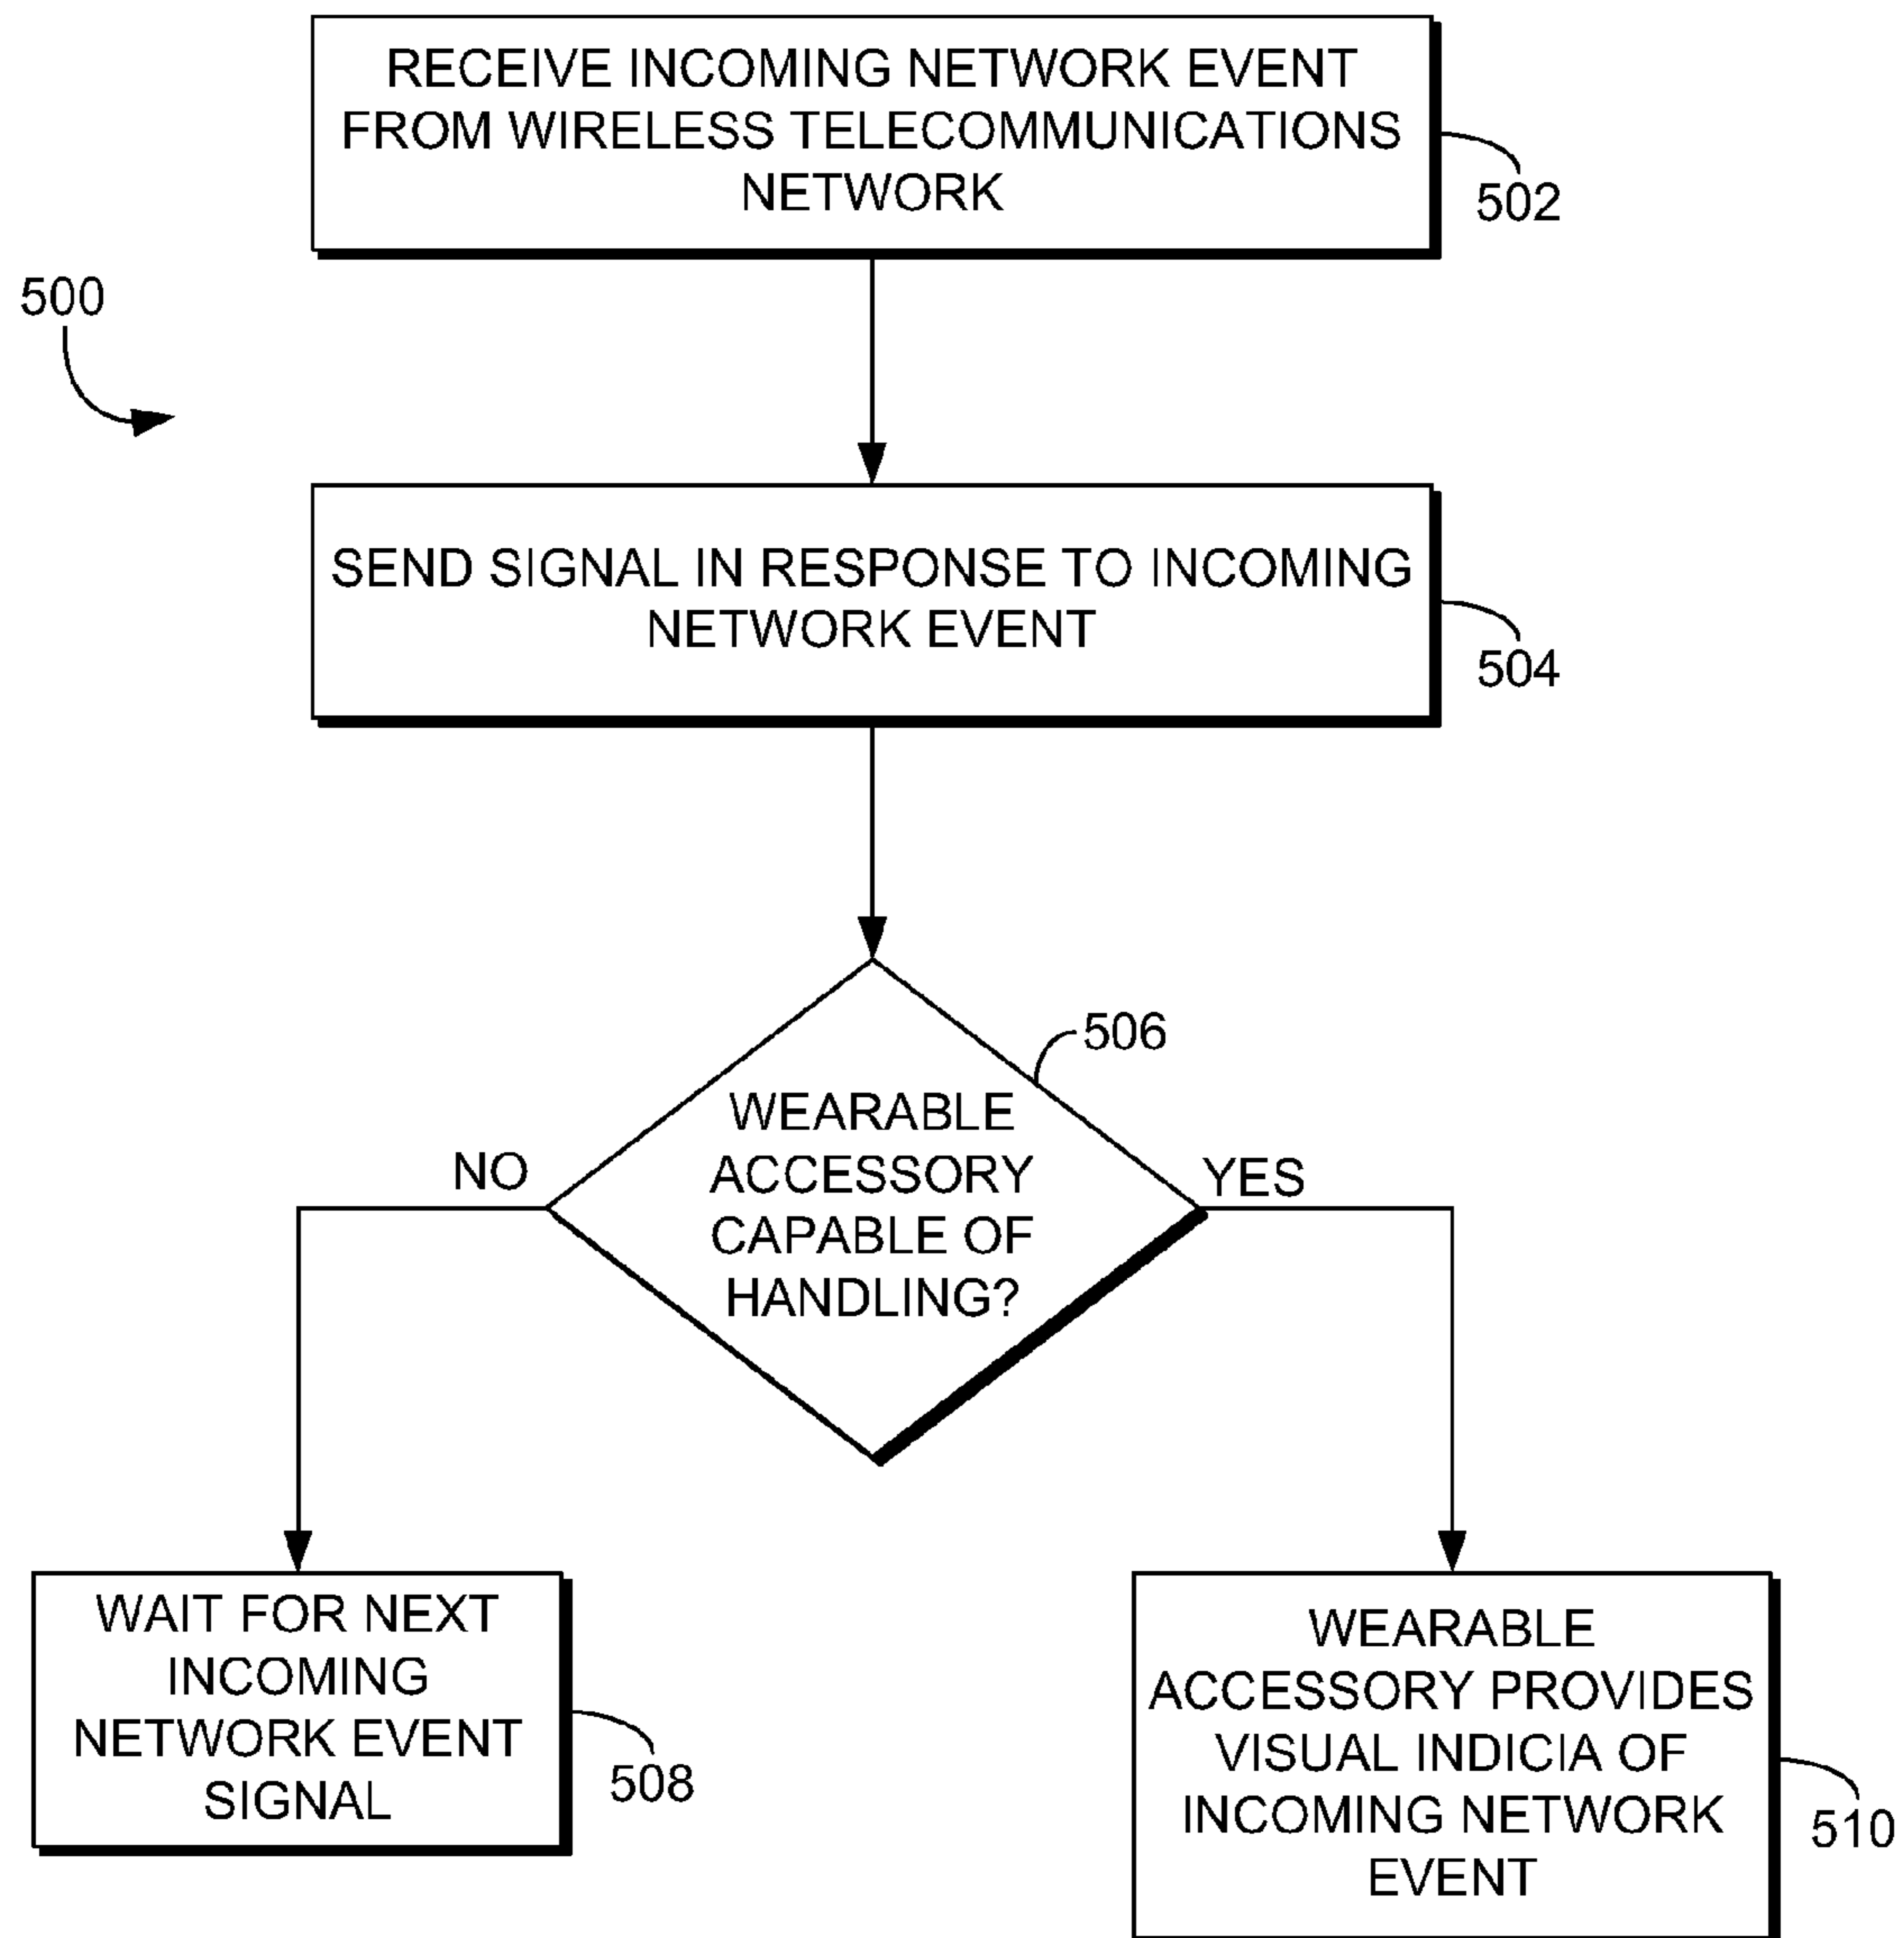 RECEIVE INCOMING NETWORK EVENT
FROM WIRELESS TELECOMMUNICATIONS
NETWORK
502
500
SEND SIGNAL IN RESPONSE TO INCOMING
NETWORK EVENT
504
506
WEARABLE
ACCESSORY
CAPABLE OF
HANDLING?
NO
YES
WAIT FOR NEXT
INCOMING
NETWORK EVENT
SIGNAL
508
WEARABLE
ACCESSORY PROVIDES
VISUAL INDICIA OF
INCOMING NETWORK
EVENT
510